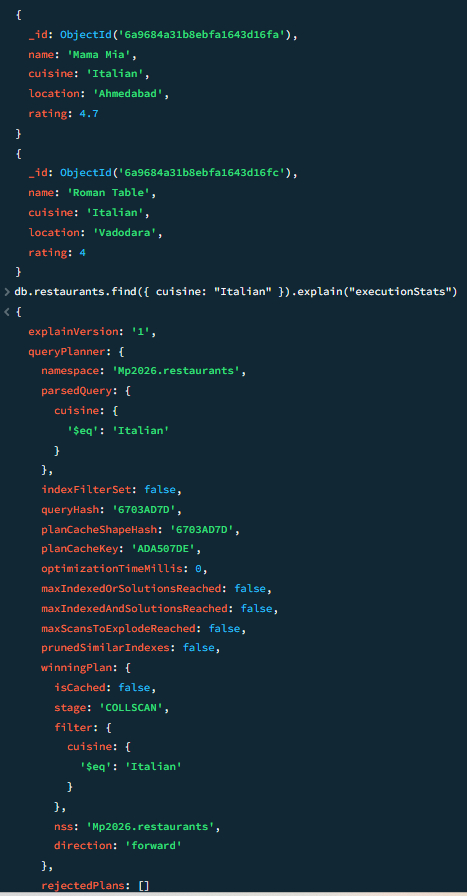 {
  _id: ObjectId('6a9684a31b8ebfa1643d16fa'),
  name: 'Mama Mia',
  cuisine: 'Italian',
  location: 'Ahmedabad',
  rating: 4.7
}
{
  _id: ObjectId('6a9684a31b8ebfa1643d16fc'),
  name: 'Roman Table',
  cuisine: 'Italian',
  location: 'Vadodara',
  rating: 4
}
> db.restaurants.find({ cuisine: "Italian" }).explain("executionStats")
< {
  explainVersion: '1',
  queryPlanner: {
    namespace: 'Mp2026.restaurants',
    parsedQuery: {
      cuisine: {
        '$eq': 'Italian'
      }
    },
    indexFilterSet: false,
    queryHash: '6703AD7D',
    planCacheShapeHash: '6703AD7D',
    planCacheKey: 'ADA507DE',
    optimizationTimeMillis: 0,
    maxIndexedOrSolutionsReached: false,
    maxIndexedAndSolutionsReached: false,
    maxScansToExplodeReached: false,
    prunedSimilarIndexes: false,
    winningPlan: {
      isCached: false,
      stage: 'COLLSCAN',
      filter: {
        cuisine: {
          '$eq': 'Italian'
        }
      },
      nss: 'Mp2026.restaurants',
      direction: 'forward'
    },
    rejectedPlans: []